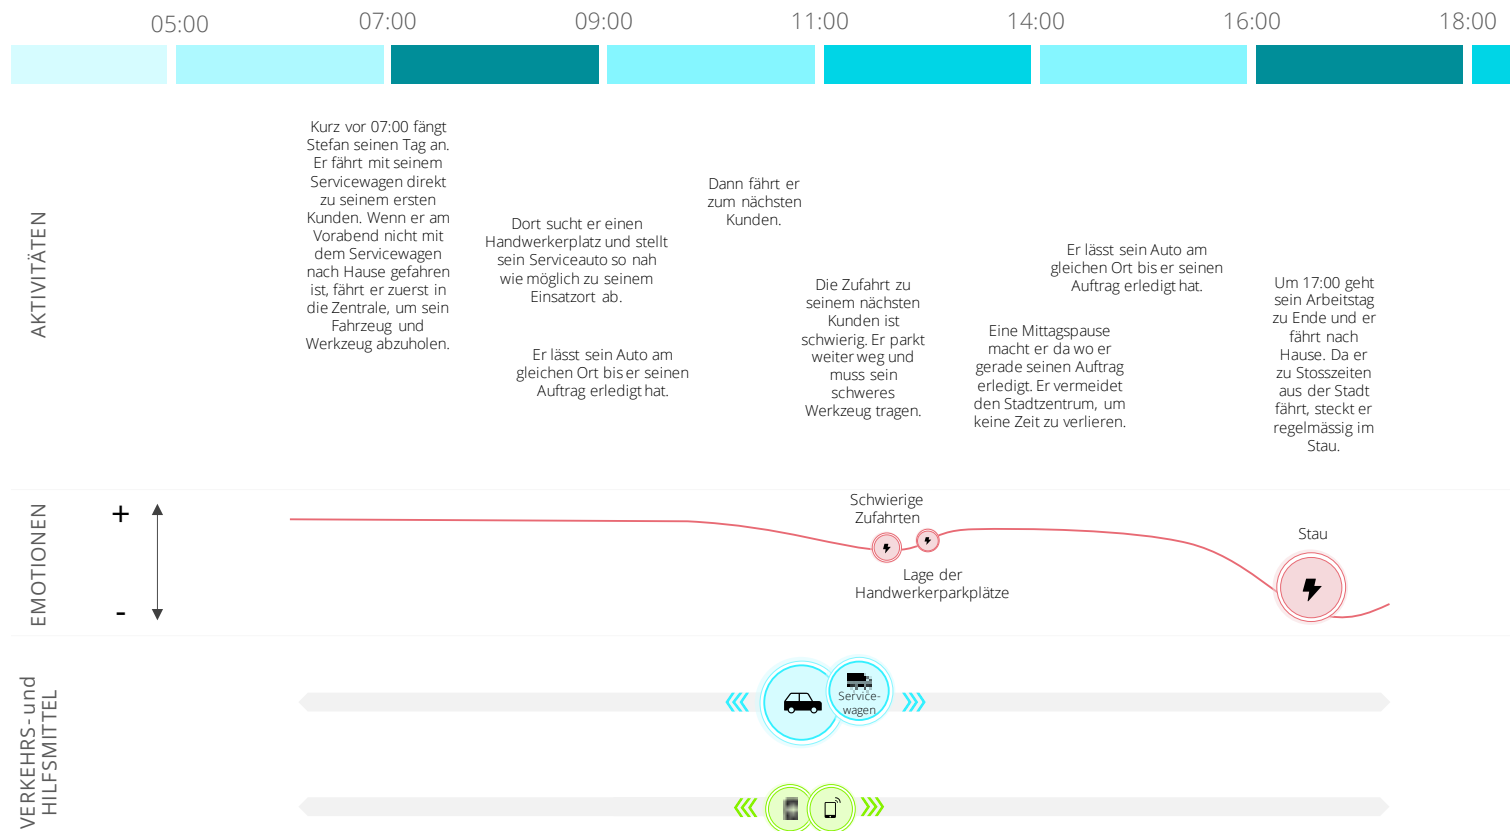 05:00
07:00
09:00
11:00
14:00
16:00
18:00
AKTIVITÄTEN
Kurz vor 07:00 fängt
Stefan seinen Tag an.
Er fährt mit seinem
Servicewagen direkt
zu seinem ersten
Kunden. Wenn er am
Vorabend nicht mit
dem Servicewagen
nach Hause gefahren
ist, fährt er zuerst in
die Zentrale, um sein
Fahrzeug und
Werkzeug abzuholen.
Dort sucht er einen
Handwerkerplatz und stellt
sein Serviceauto so nah
wie möglich zu seinem
Einsatzort ab.
Er lässt sein Auto am
gleichen Ort bis er seinen
Auftrag erledigt hat.
Dann fährt er
zum nächsten
Kunden.
Die Zufahrt zu
seinem nächsten
Kunden ist
schwierig. Er parkt
weiter weg und
muss sein
schweres
Werkzeug tragen.
Eine Mittagspause
macht er da wo er
gerade seinen Auftrag
erledigt. Er vermeidet
den Stadtzentrum, um
keine Zeit zu verlieren.
Er lässt sein Auto am
gleichen Ort bis er seinen
Auftrag erledigt hat.
Um 17:00 geht
sein Arbeitstag
zu Ende und er
fährt nach
Hause. Da er
zu Stosszeiten
aus der Stadt
fährt, steckt er
regelmässig im
Stau.
EMOTIONEN
+
-
Schwierige
Zufahrten
Lage der
Handwerkerparkplätze
Stau
VERKEHRS- und
HILFSMITTEL
Service-
wagen